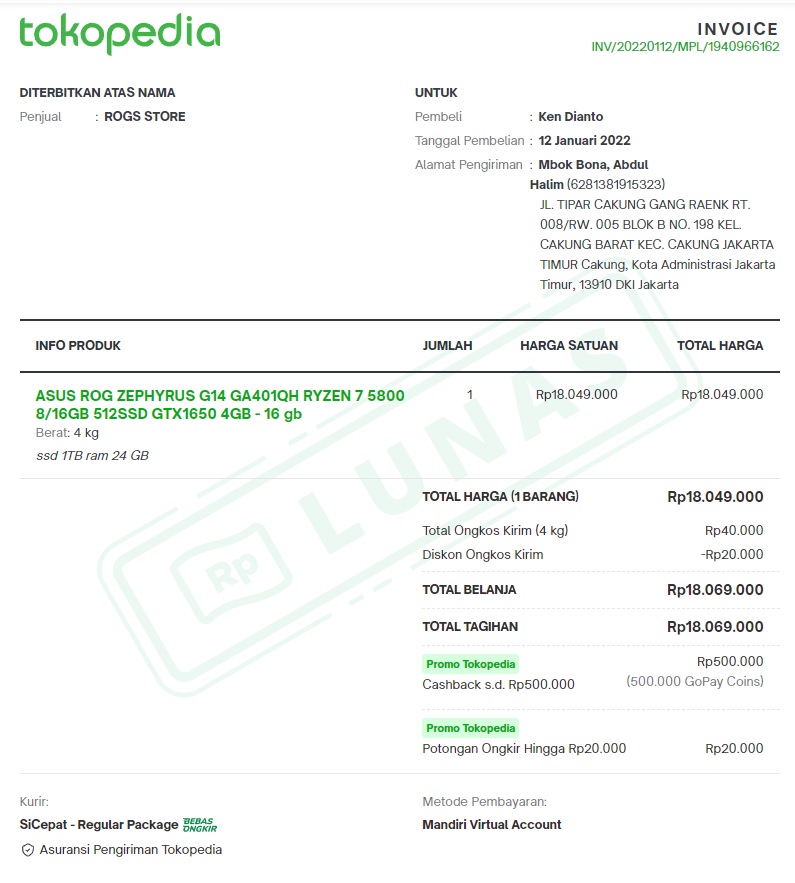 tokopedia
INVOICE
INV/20220112/MPL/1940966162
DITERBITKAN ATAS NAMA
Penjual : ROGS STORE
UNTUK
Pembeli : Ken Dianto
Tanggal Pembelian : 12 Januari 2022
Alamat Pengiriman : Mbok Bona, Abdul
Halim (6281381915323)
JL. TIPAR CAKUNG GANG RAENK RT.
008/RW. 005 BLOK B NO. 198 KEL.
CAKUNG BARAT KEC. CAKUNG JAKARTA
TIMUR Cakung, Kota Administrasi Jakarta
Timur, 13910 DKI Jakarta
INFO PRODUK JUMLAH HARGA SATUAN TOTAL HARGA
ASUS ROG ZEPHYRUS G14 GA401QH RYZEN 7 5800 1 Rp18.049.000 Rp18.049.000
8/16GB 512SSD GTX1650 4GB - 16 gb
Berat: 4 kg
ssd 1TB ram 24 GB
Rp LUNAS
TOTAL HARGA (1 BARANG) Rp18.049.000
Total Ongkos Kirim (4 kg) Rp40.000
Diskon Ongkos Kirim -Rp20.000
TOTAL BELANJA Rp18.069.000
TOTAL TAGIHAN Rp18.069.000
Promo Tokopedia Rp500.000
Cashback s.d. Rp500.000 (500.000 GoPay Coins)
Promo Tokopedia
Potongan Ongkir Hingga Rp20.000 Rp20.000
Kurir:
SiCepat - Regular Package BEBAS ONGKIR
Asuransi Pengiriman Tokopedia
Metode Pembayaran:
Mandiri Virtual Account